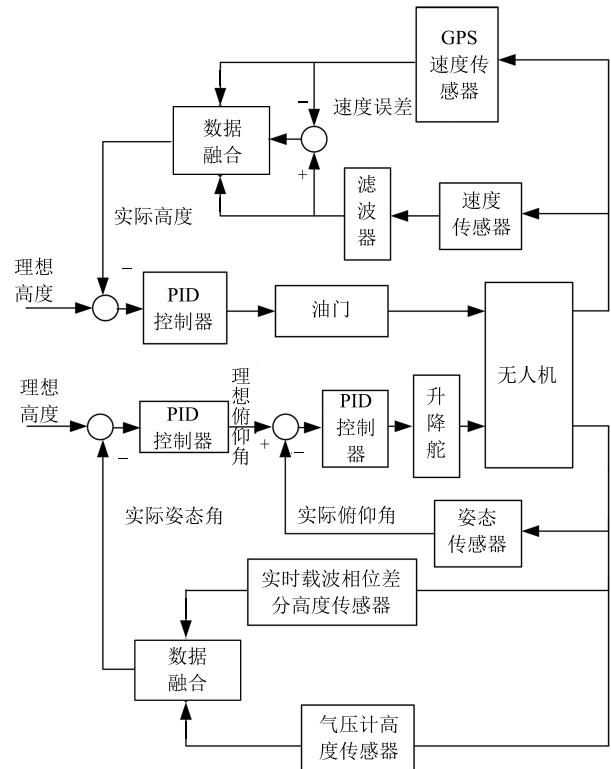 GPS
速度传
感器
速度误差
−
数据
融合
+
滤
波
器
速度
传感器
实际高度
−
理想
高度
PID
控制器
油门
无人机
理想
高度
PID
控制器
理
想
俯
仰
角
+
−
PID
控制
器
升
降
舵
−
实际姿态角
实际俯仰角
姿态
传感器
实时载波相位差
分高度传感器
数据
融合
气压计高
度传感器